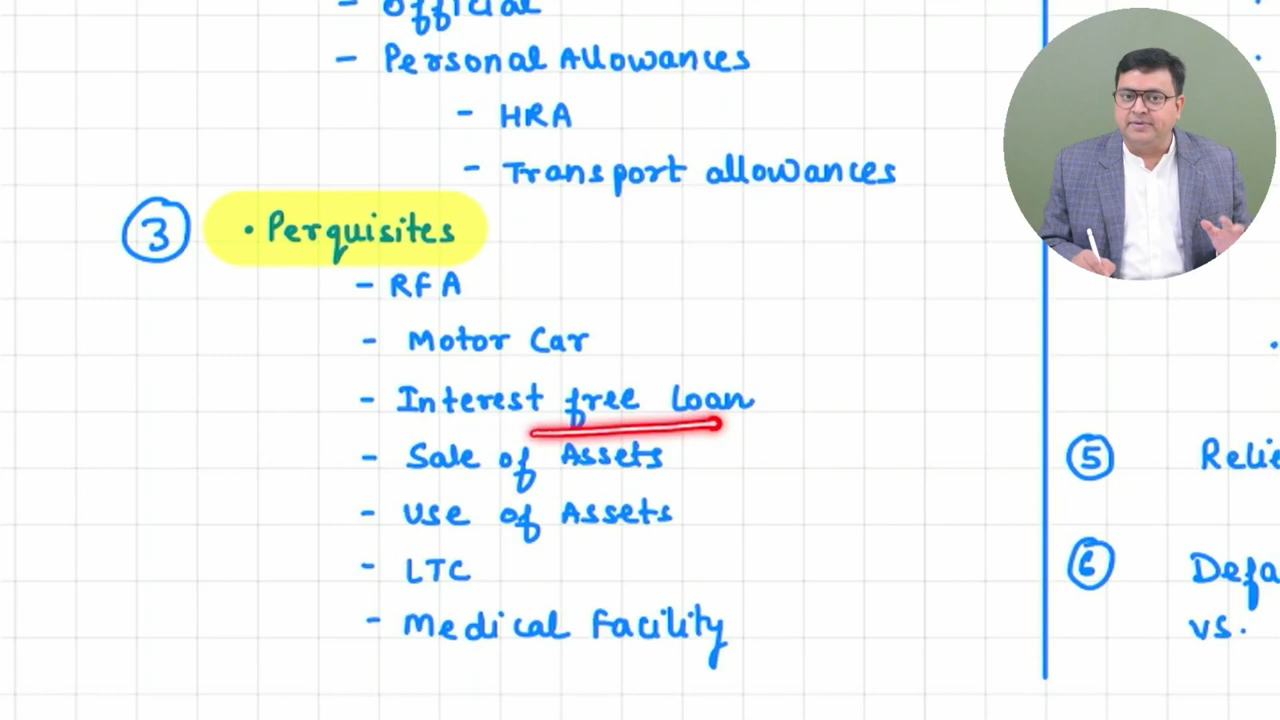 - Official
- Personal Allowances
- HRA
- Transport allowances
3 • Perquisites
- RFA
- Motor Car
- Interest free Loan
- Sale of Assets
- Use of Assets
- LTC
- Medical Facility
5
6
vs.